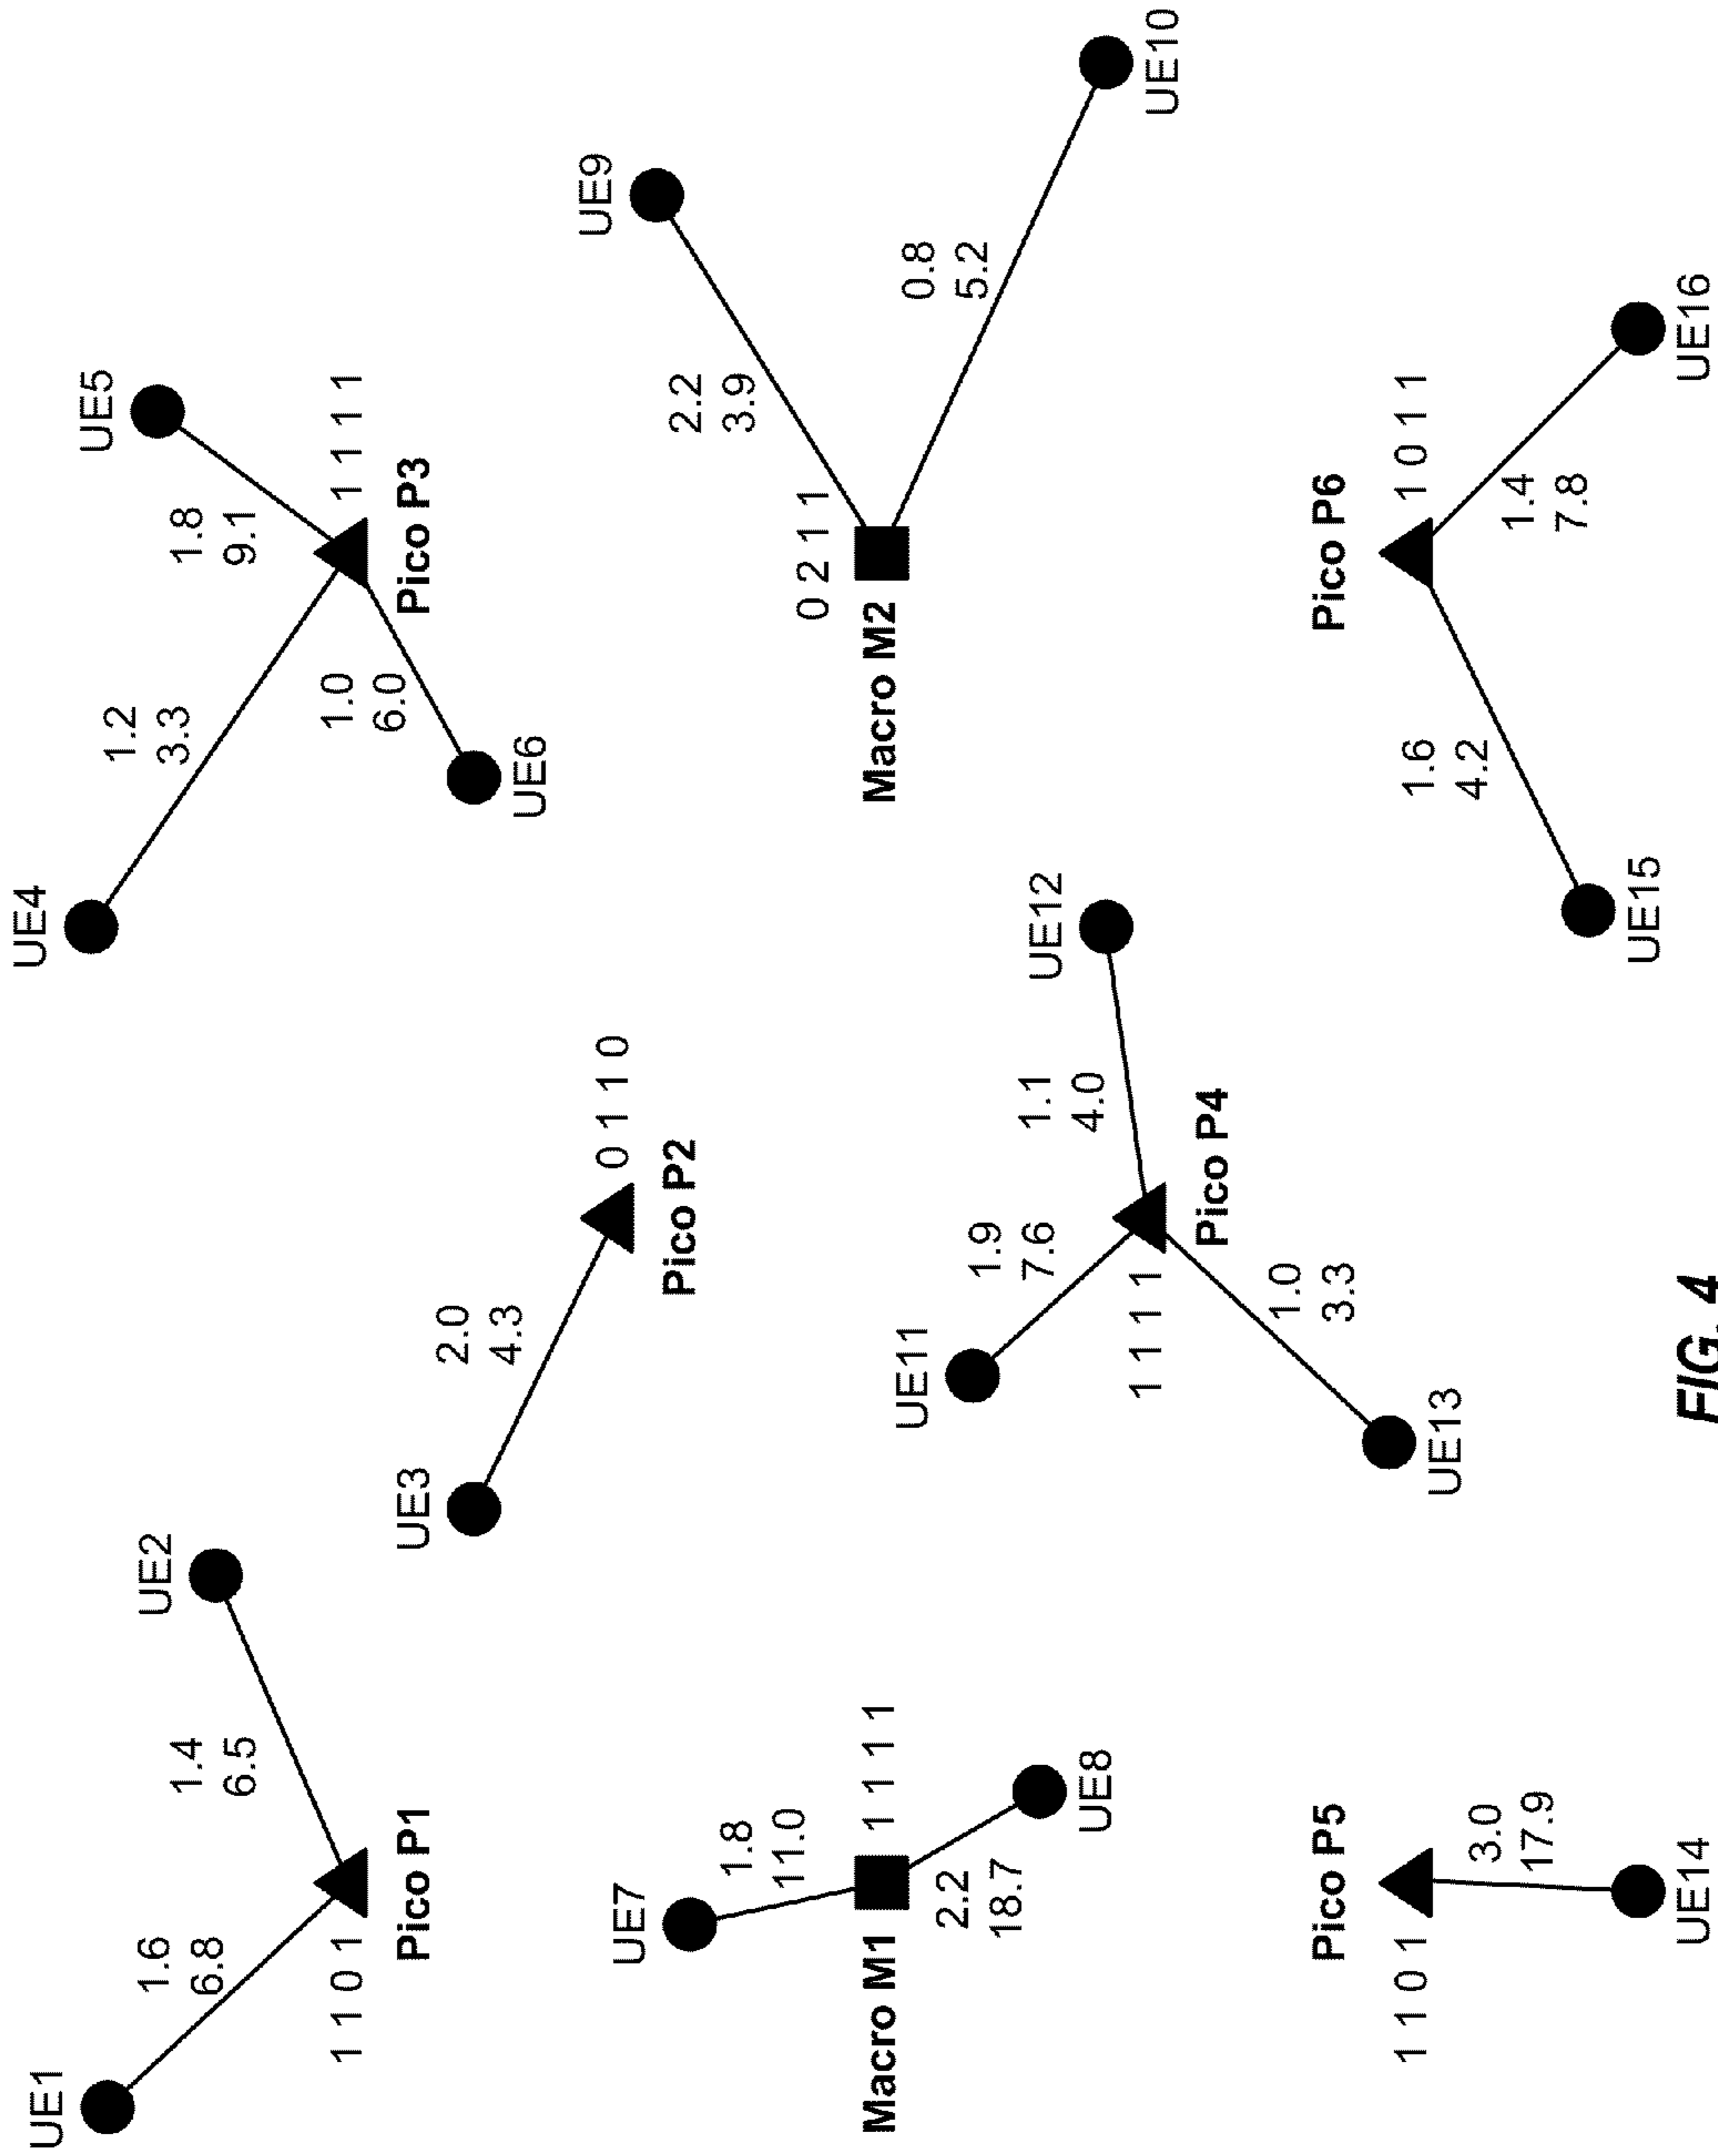 UE1
1.6
6.8
1 1 0 1
Pico P1
1.4
6.5
UE2
UE3
2.0
4.3
0 1 1 0
Pico P2
UE4
1.2
3.3
UE5
1.8
9.1
1.0
6.0
UE6
1 1 1 1
Pico P3
UE7
1.8
11.0
Macro M1
1 1 1 1
2.2
18.7
UE8
UE9
2.2
3.9
0 2 1 1
Macro M2
0.8
5.2
UE10
UE11
1.9
7.6
1.1
4.0
UE12
1 1 1 1
Pico P4
1.0
3.3
UE13
Pico P5
1 1 0 1
3.0
17.9
UE14
Pico P6
1 0 1 1
1.6
4.2
UE15
1.4
7.8
UE16
FIG. 4